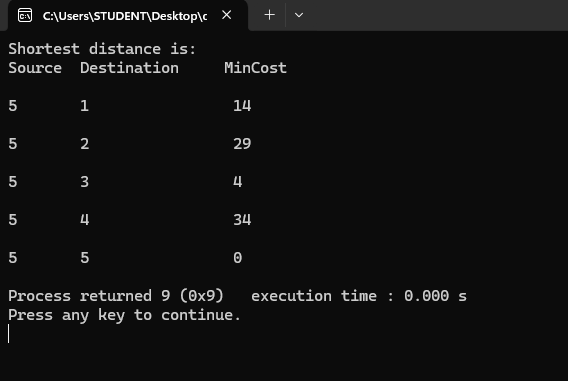 C:\Users\STUDENT\Desktop\c
Shortest distance is:
Source  Destination     MinCost
5       1                14
5       2                29
5       3                4
5       4                34
5       5                0
Process returned 9 (0x9)   execution time : 0.000 s
Press any key to continue.